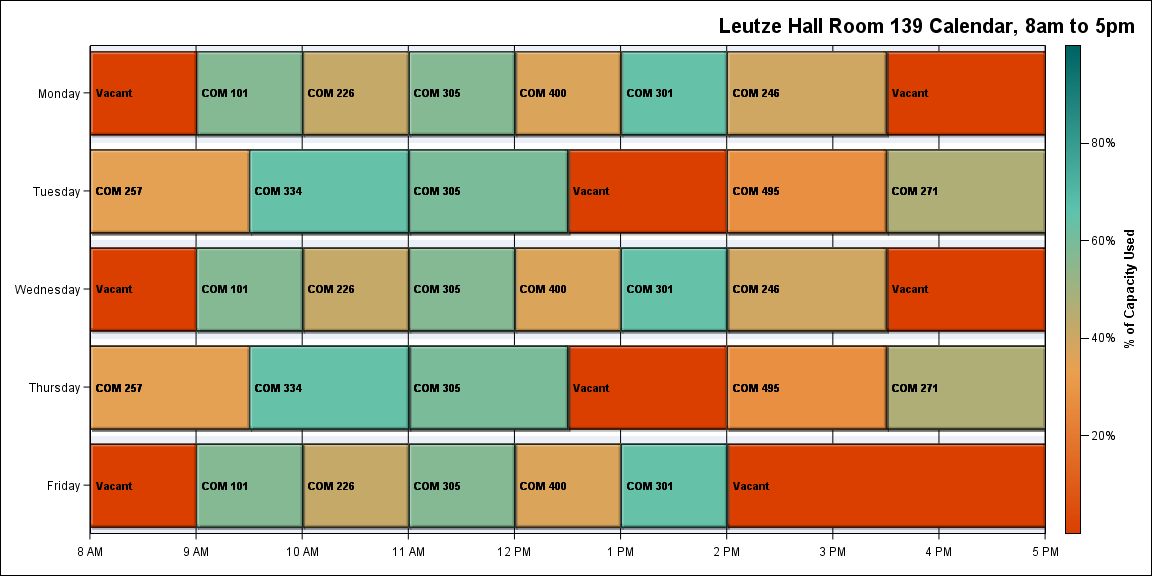 Leutze Hall Room 139 Calendar, 8am to 5pm
Monday
Vacant
COM 101
COM 226
COM 305
COM 400
COM 301
COM 246
Vacant
Tuesday
COM 257
COM 334
COM 305
Vacant
COM 495
COM 271
Wednesday
Vacant
COM 101
COM 226
COM 305
COM 400
COM 301
COM 246
Vacant
Thursday
COM 257
COM 334
COM 305
Vacant
COM 495
COM 271
Friday
Vacant
COM 101
COM 226
COM 305
COM 400
COM 301
Vacant
8 AM
9 AM
10 AM
11 AM
12 PM
1 PM
2 PM
3 PM
4 PM
5 PM
80%
60%
40%
20%
% of Capacity Used